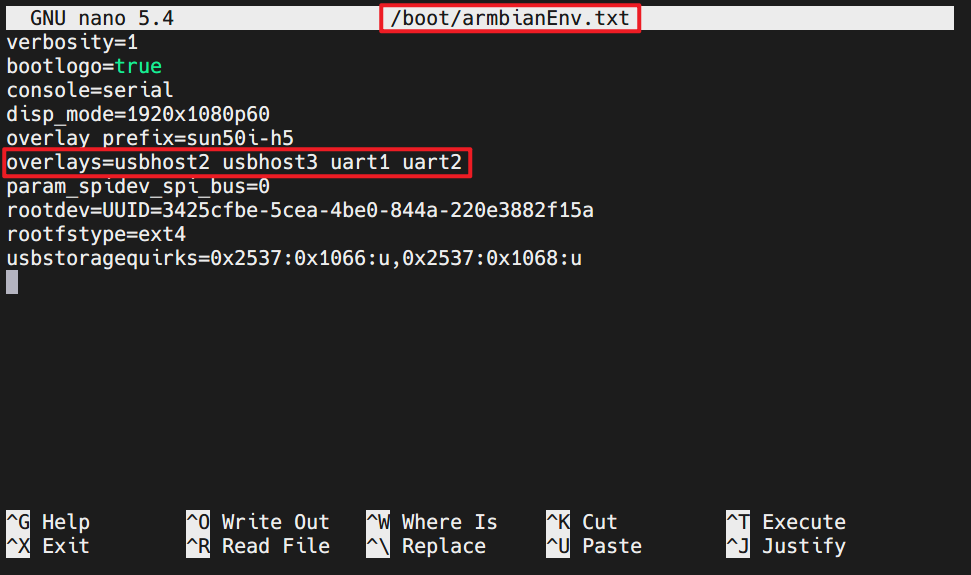 GNU nano 5.4 /boot/armbianEnv.txt
verbosity=1
bootlogo=true
console=serial
disp_mode=1920x1080p60
overlay_prefix=sun50i-h5
overlays=usbhost2 usbhost3 uart1 uart2
param_spidev_spi_bus=0
rootdev=UUID=3425cfbe-5cea-4be0-844a-220e3882f15a
rootfstype=ext4
usbstoragequirks=0x2537:0x1066:u,0x2537:0x1068:u
^G Help ^O Write Out ^W Where Is ^K Cut ^T Execute
^X Exit ^R Read File ^\ Replace ^U Paste ^J Justify